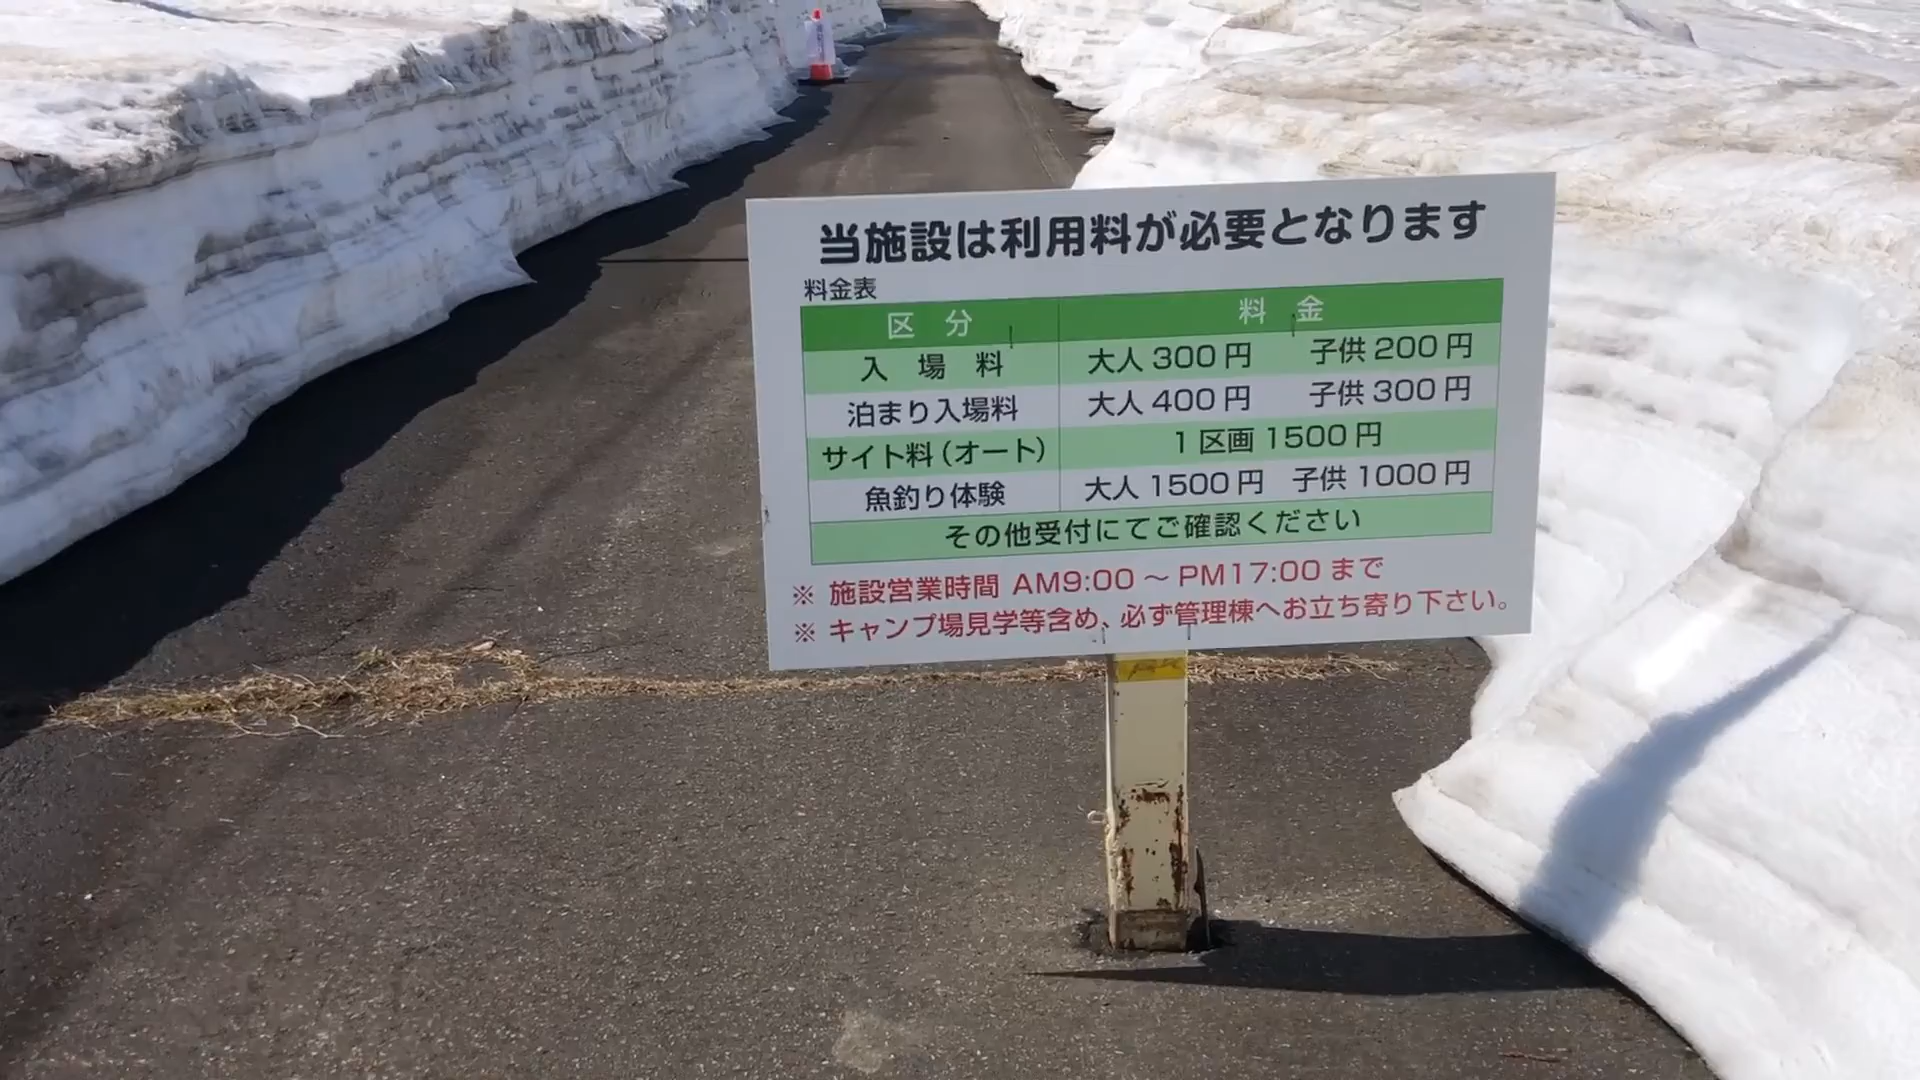 当施設は利用料が必要となります
料金表
区 分 料 金
入 場 料 大人 300 円 子供 200 円
泊まり入場料 大人 400 円 子供 300 円
サイト料(オート) 1 区画 1500 円
魚釣り体験 大人 1500 円 子供 1000 円
その他受付にてご確認ください
※ 施設営業時間 AM9:00 ～ PM17:00 まで
※ キャンプ場見学等含め、必ず管理棟へお立ち寄り下さい。